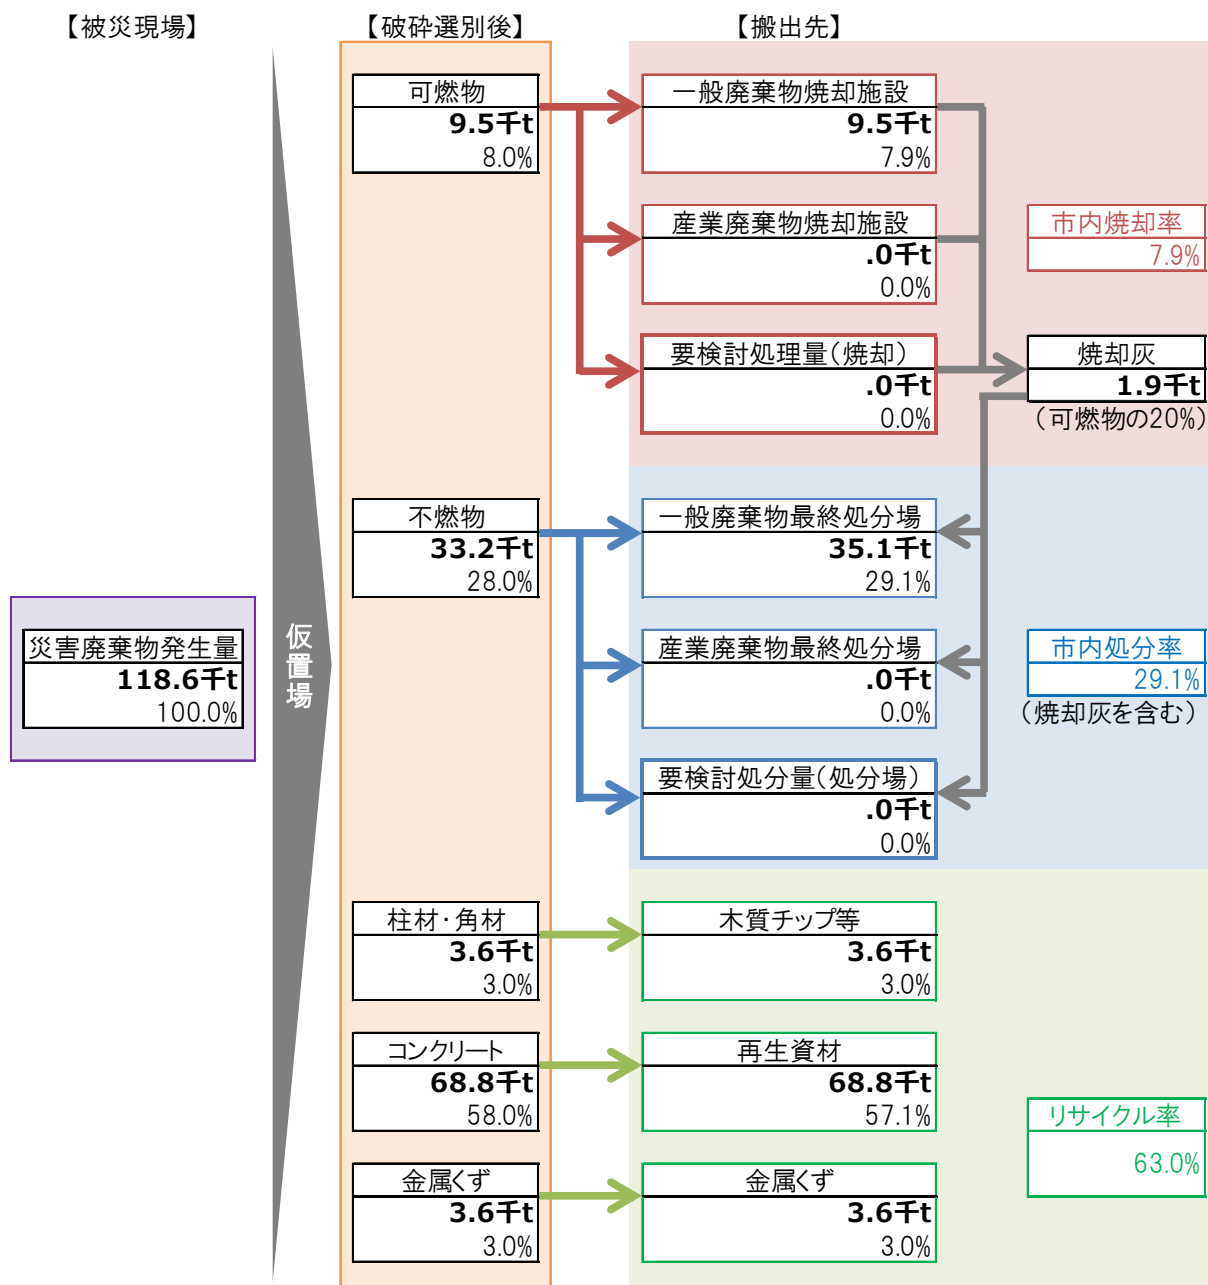 【被災現場】
【破砕選別後】
【搬出先】
可燃物
9.5千t
8.0%
一般廃棄物焼却施設
9.5千t
7.9%
産業廃棄物焼却施設
.0千t
0.0%
市内焼却率
7.9%
要検討処理量(焼却)
.0千t
0.0%
焼却灰
1.9千t
(可燃物の20%)
不燃物
33.2千t
28.0%
一般廃棄物最終処分場
35.1千t
29.1%
災害廃棄物発生量
118.6千t
100.0%
仮置場
産業廃棄物最終処分場
.0千t
0.0%
市内処分率
29.1%
(焼却灰を含む)
要検討処分量(処分場)
.0千t
0.0%
柱材・角材
3.6千t
3.0%
木質チップ等
3.6千t
3.0%
コンクリート
68.8千t
58.0%
再生資材
68.8千t
57.1%
リサイクル率
63.0%
金属くず
3.6千t
3.0%
金属くず
3.6千t
3.0%